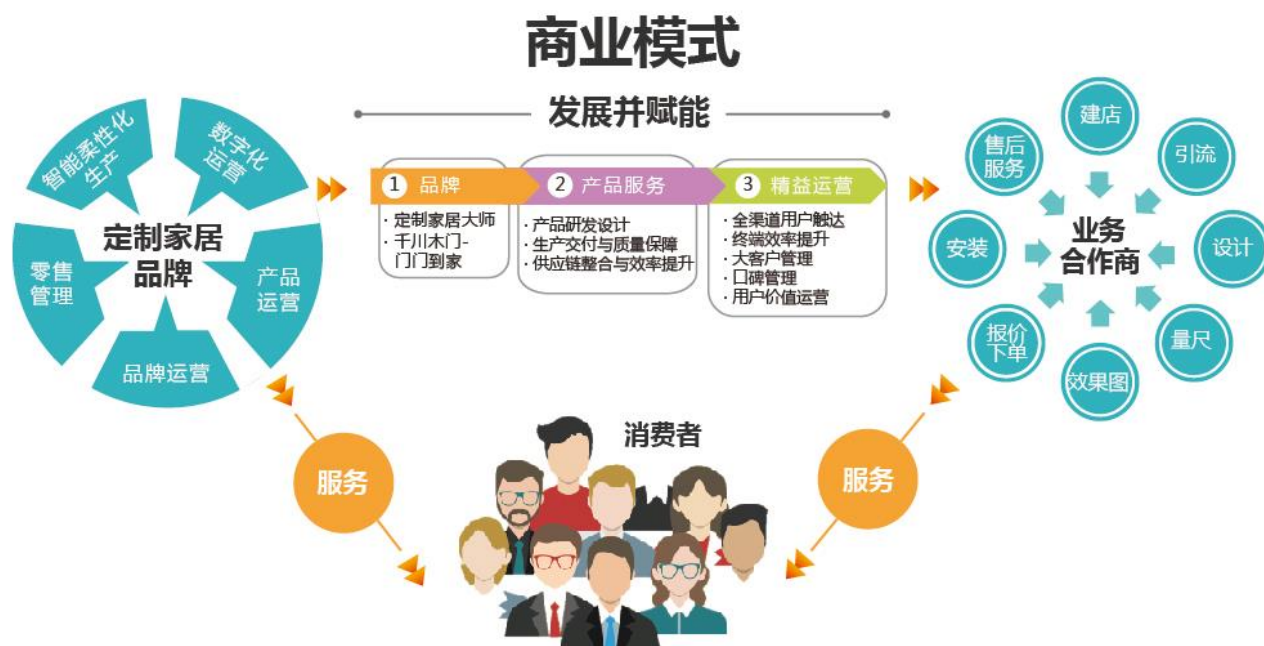 商业模式
发展并赋能
智能柔性化
生产
数字化
运营
定制家居
品牌
零售
管理
产品
运营
品牌运营
1 品牌
· 定制家居大师
· 千川木门-
门门到家
2 产品服务
· 产品研发设计
· 生产交付与质量保障
· 供应链整合与效率提升
3 精益运营
· 全渠道用户触达
· 终端效率提升
· 大客户管理
· 口碑管理
· 用户价值运营
建店
售后
服务
引流
业务
合作商
安装
设计
报价
下单
量尺
效果图
消费者
服务
服务